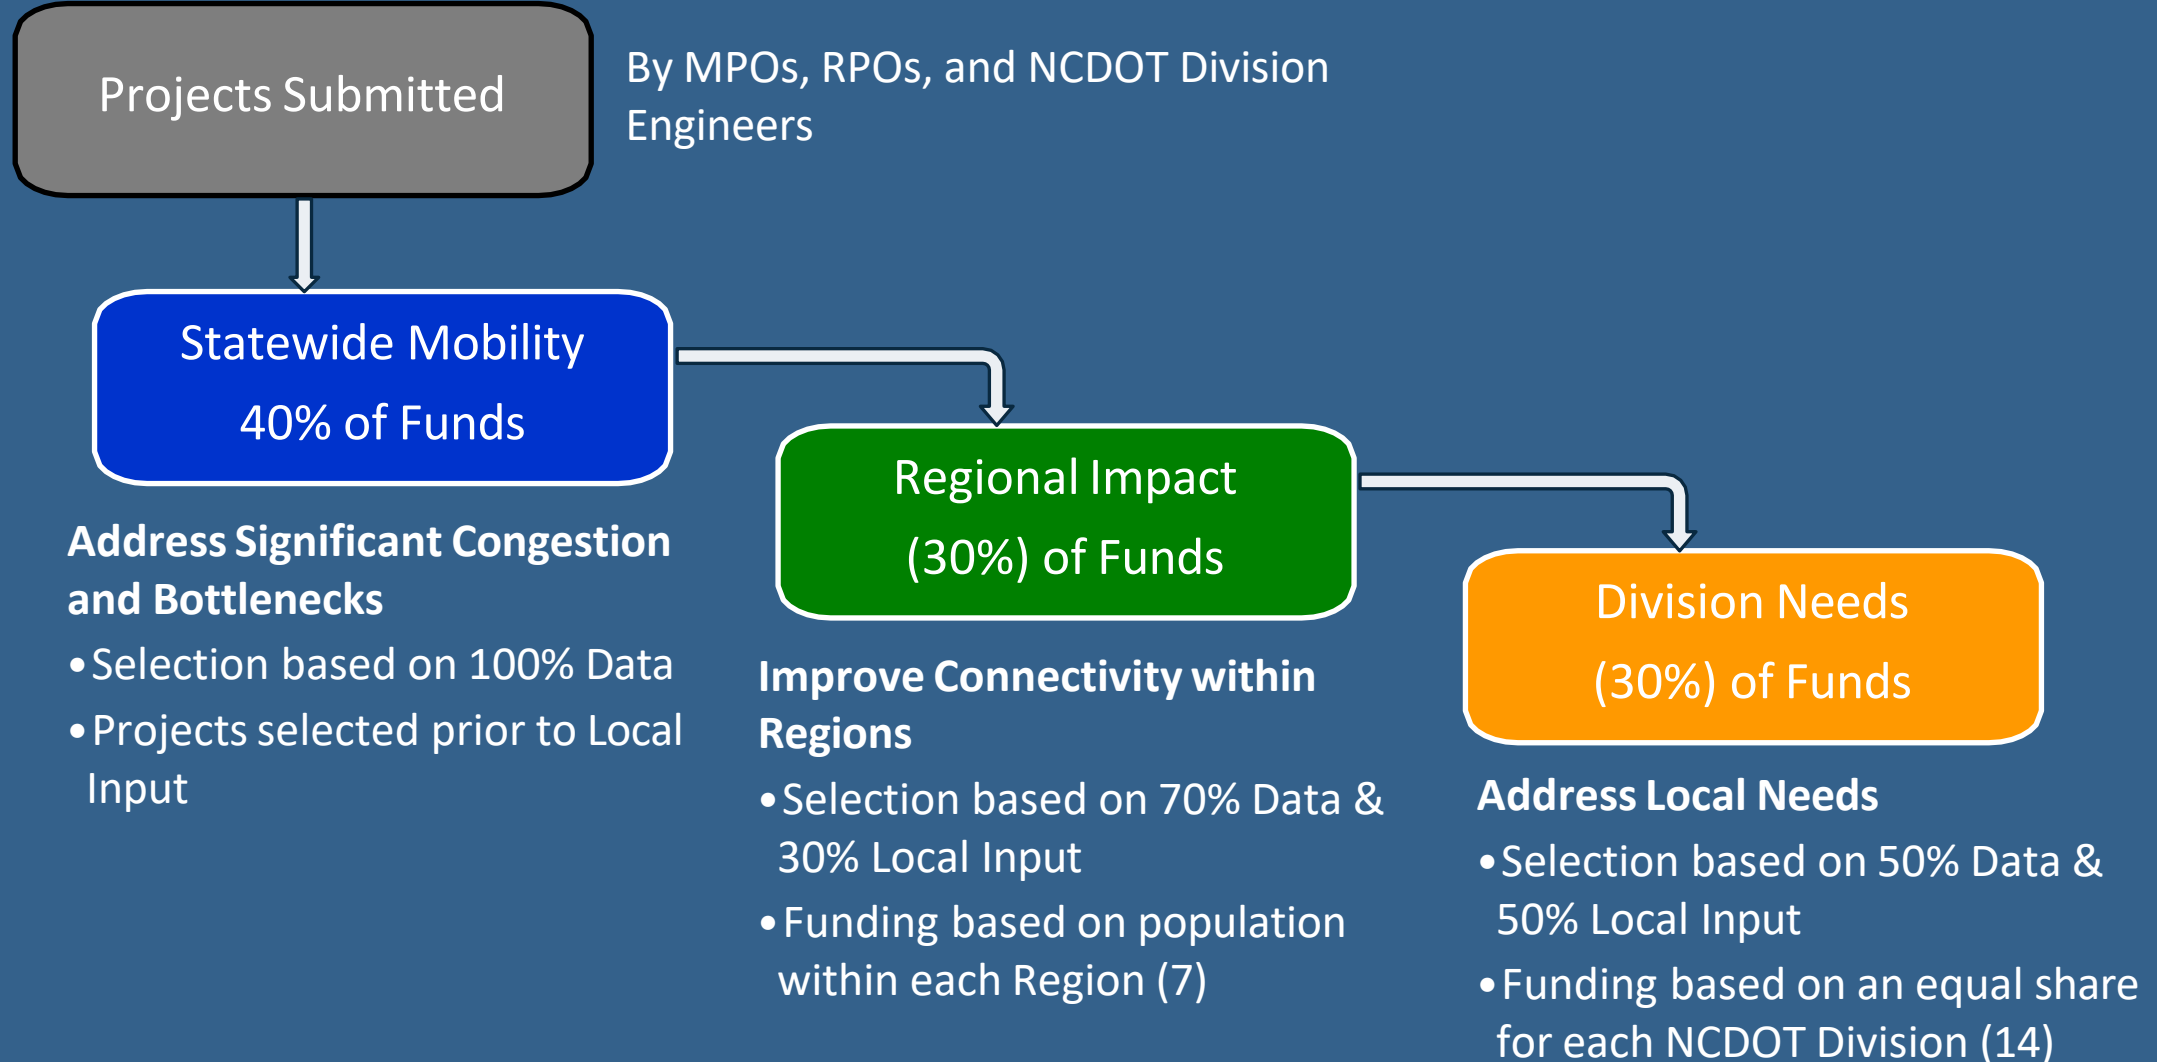 Projects Submitted
By MPOs, RPOs, and NCDOT Division
Engineers
Statewide Mobility
40% of Funds
Address Significant Congestion
and Bottlenecks
•Selection based on 100% Data
•Projects selected prior to Local
Input
Regional Impact
(30%) of Funds
Improve Connectivity within
Regions
•Selection based on 70% Data &
30% Local Input
•Funding based on population
within each Region (7)
Division Needs
(30%) of Funds
Address Local Needs
•Selection based on 50% Data &
50% Local Input
•Funding based on an equal share
for each NCDOT Division (14)